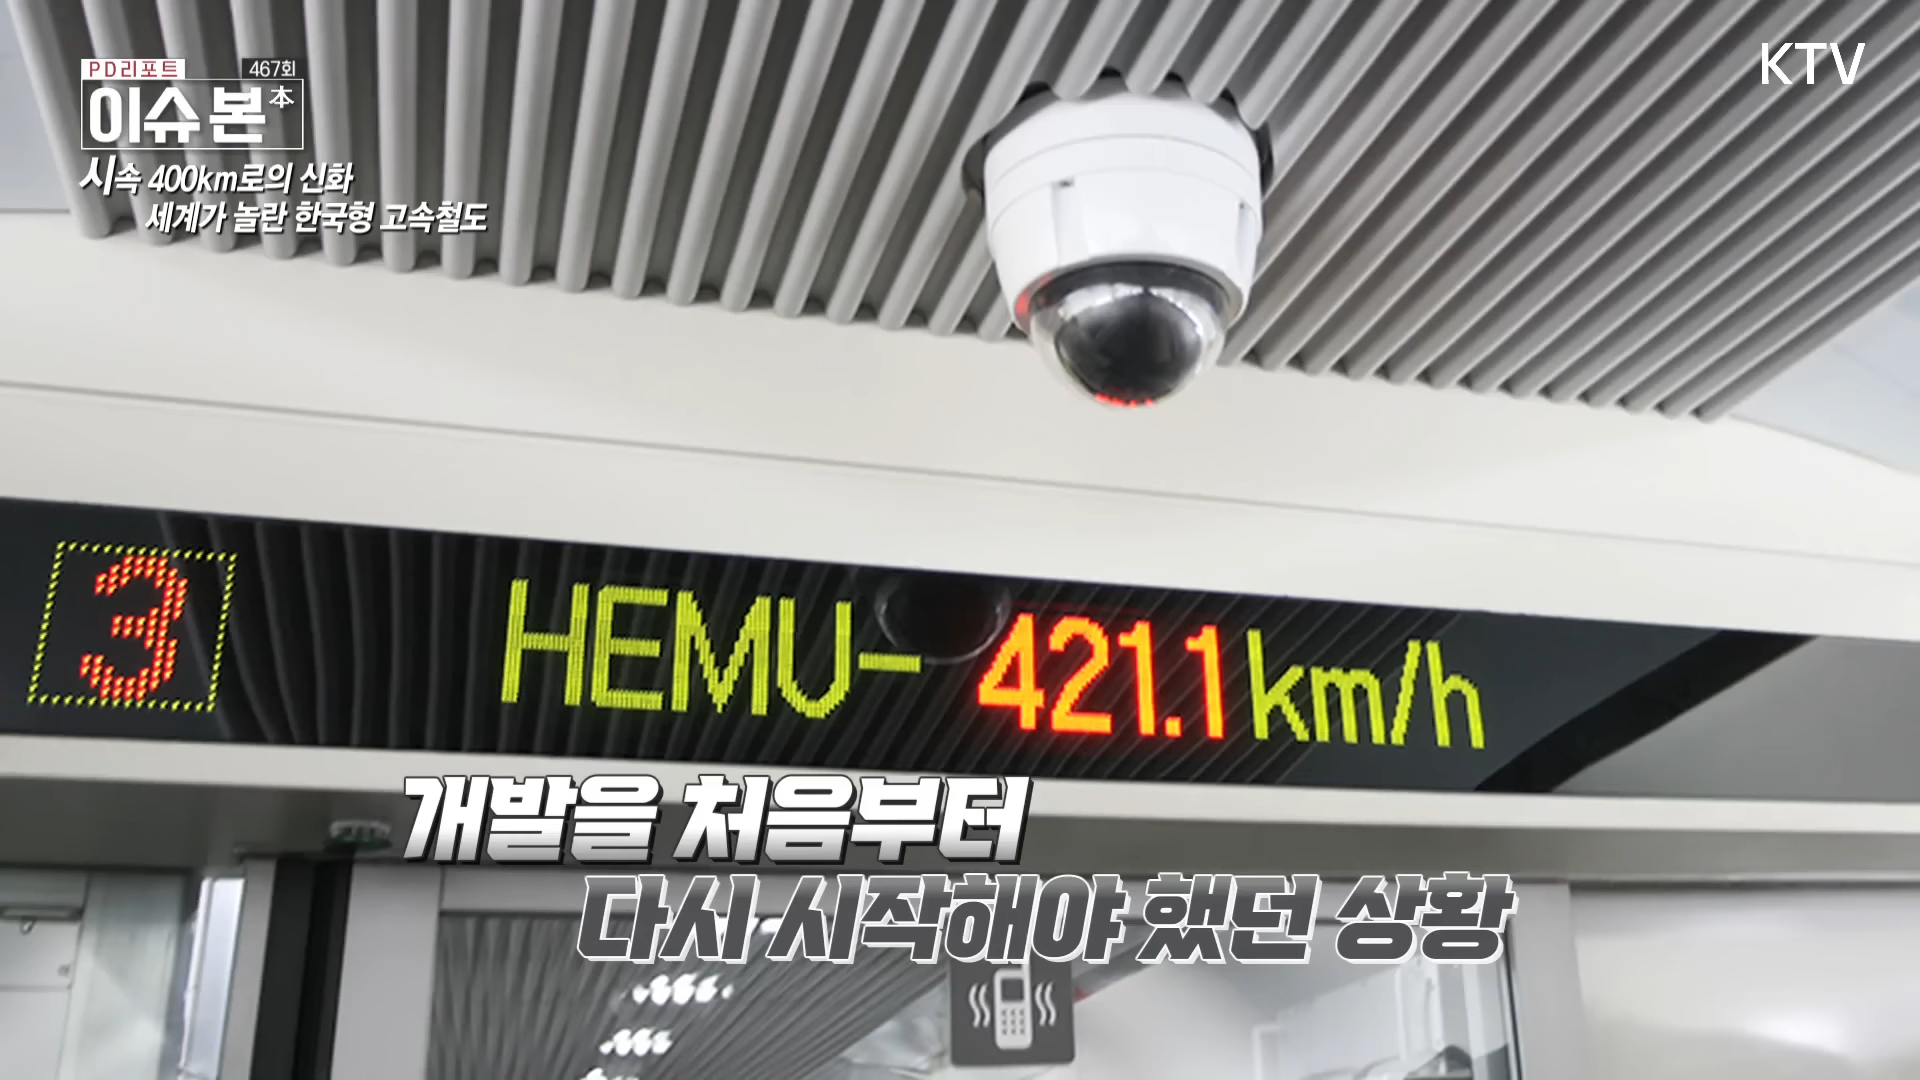 PD리포트 467회
이슈 본 本
시속 400km로의 신화
세계가 놀란 한국형 고속철도
KTV
3 HEMU- 421.1km/h
개발을 처음부터
다시 시작해야 했던 상황